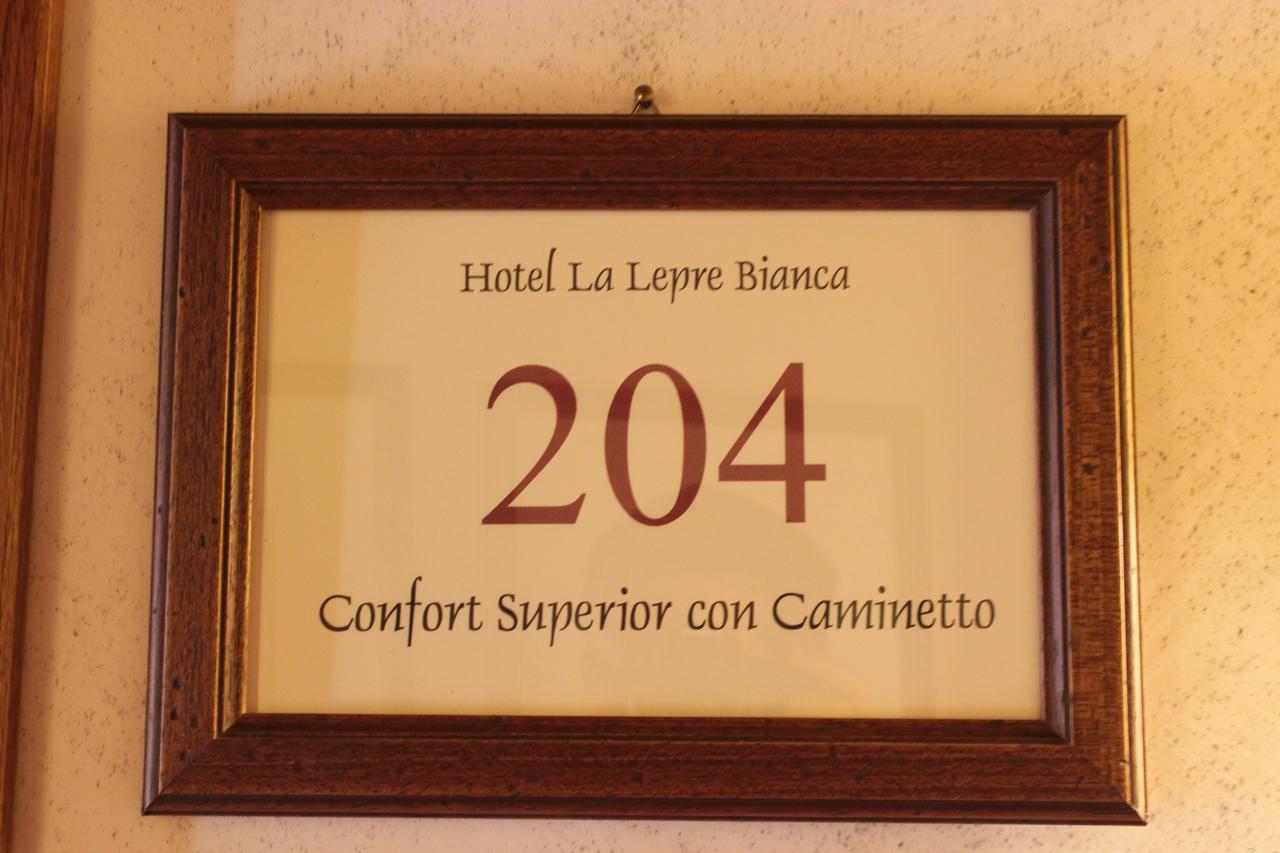 Hotel La Lepre Bianca
204
Confort Superior con Caminetto